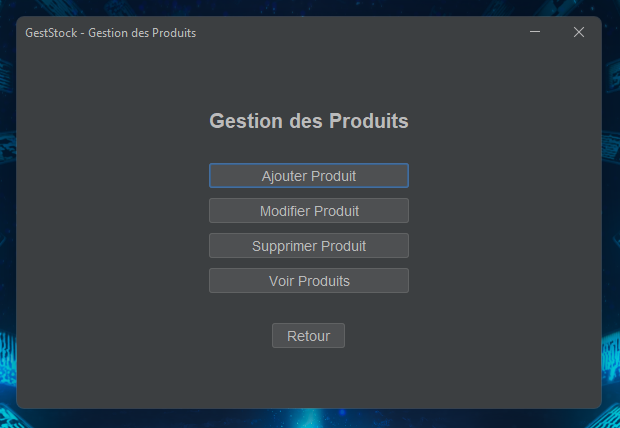 GestStock - Gestion des Produits
Gestion des Produits
Ajouter Produit
Modifier Produit
Supprimer Produit
Voir Produits
Retour